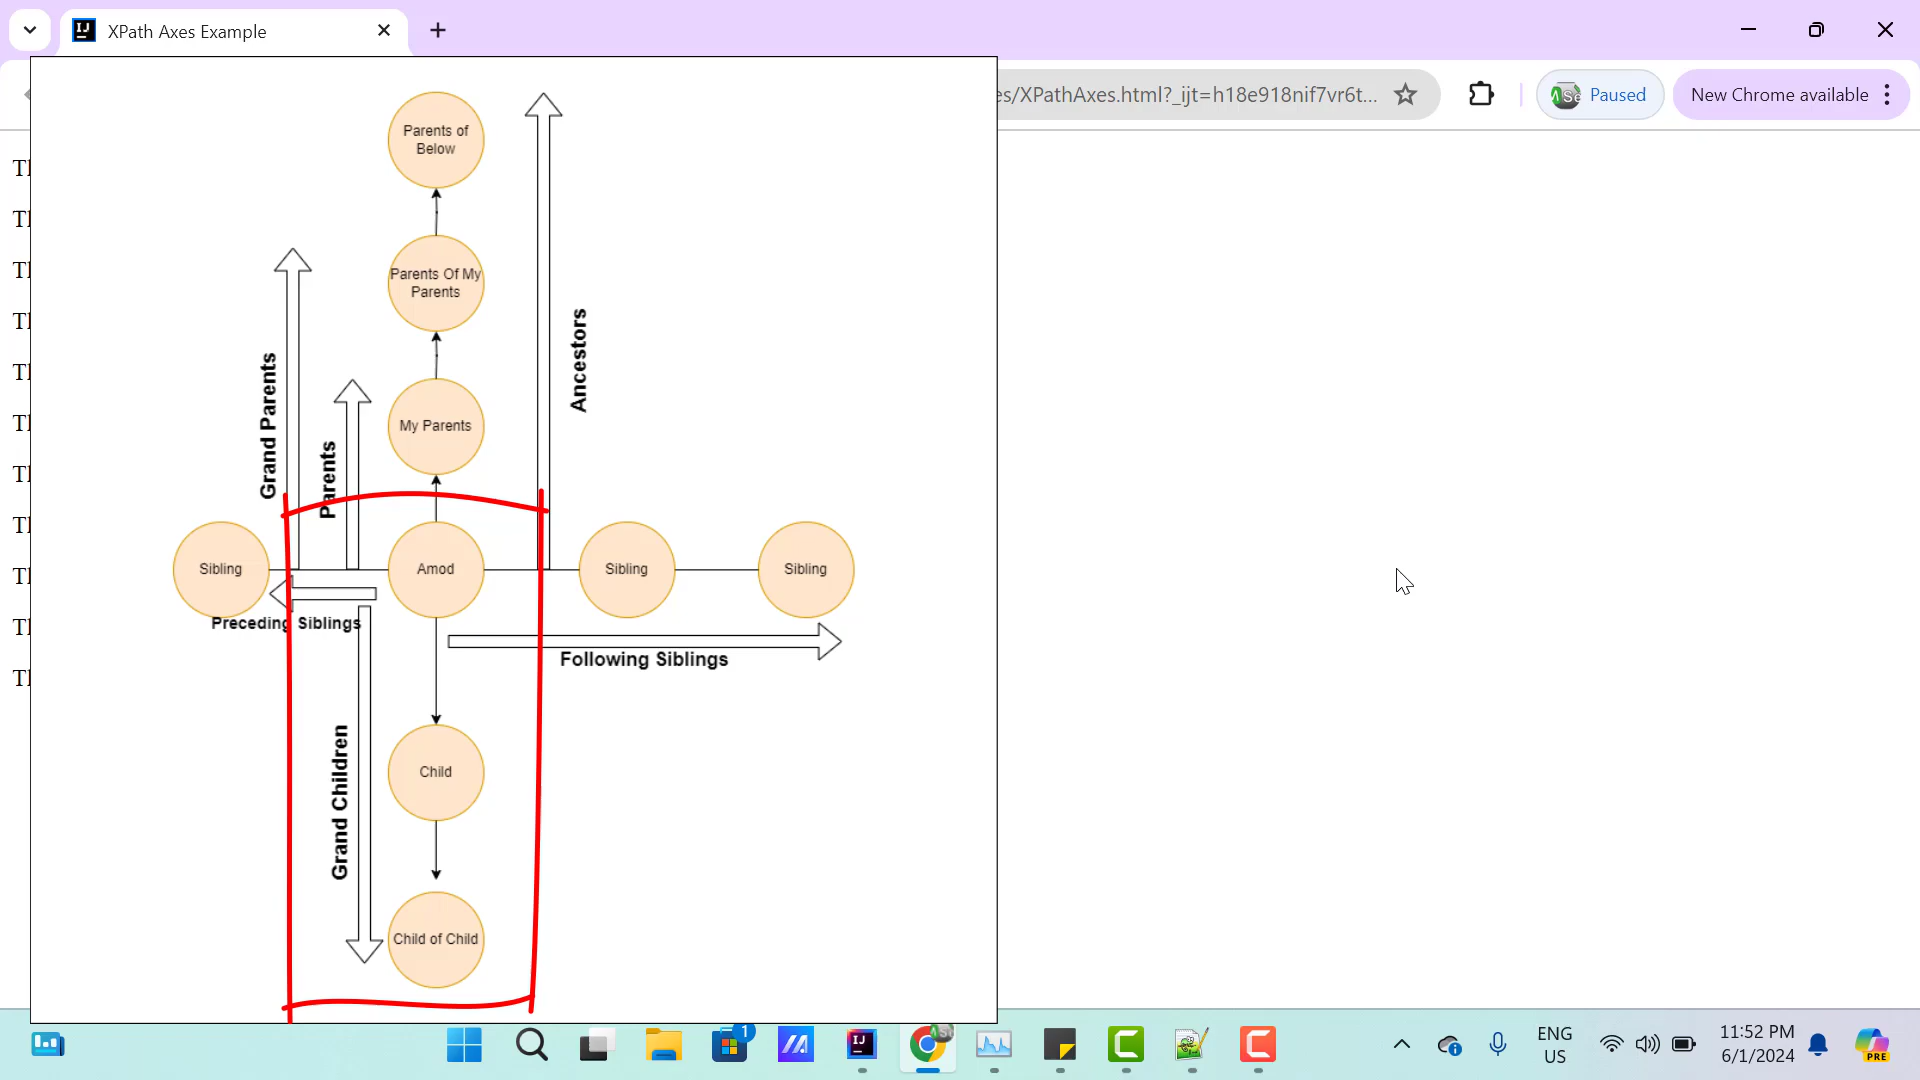 XPath Axes Example
es/XPathAxes.html?_ijt=h18e918nif7vr6t...
Paused
New Chrome available
Parents of
Below
Parents Of My
Parents
My Parents
Ancestors
Grand Parents
Parents
Sibling
Amod
Sibling
Sibling
Preceding Siblings
Following Siblings
Grand Children
Child
Child of Child
1
ENG
US
11:52 PM
6/1/2024
PRE